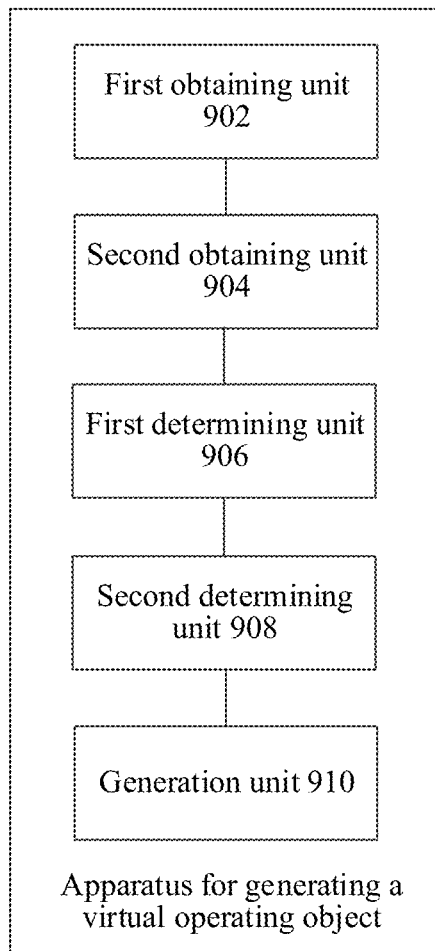 First obtaining unit
902
Second obtaining unit
904
First determining unit
906
Second determining
unit 908
Generation unit 910
Apparatus for generating a
virtual operating object